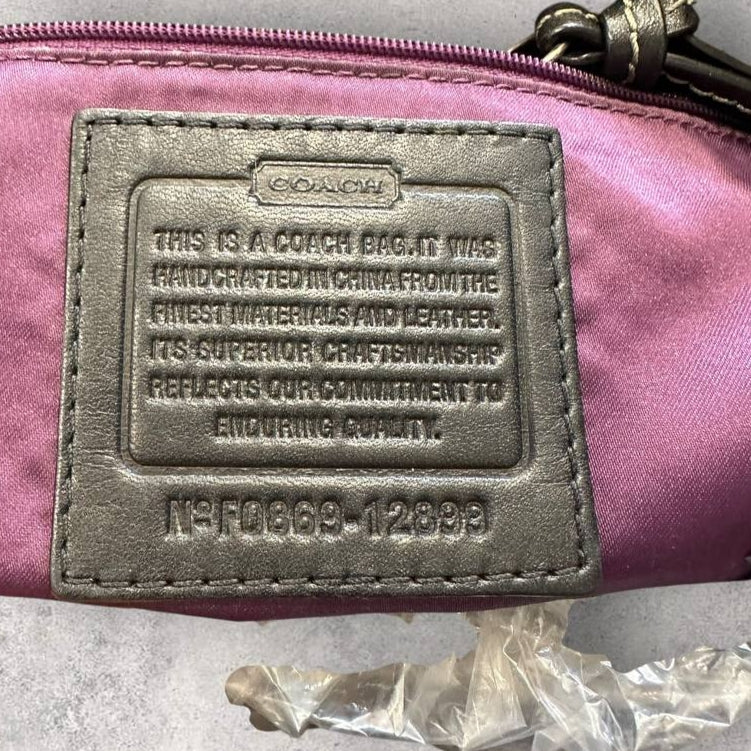 COACH
THIS IS A COACH BAG.IT WAS
HANDCRAFTED IN CHINA FROM THE
FINEST MATERIALS AND LEATHER.
ITS SUPERIOR CRAFTSMANSHIP
REFLECTS OUR COMMITMENT TO
ENDURING QUALITY.
Nº F0869-12899